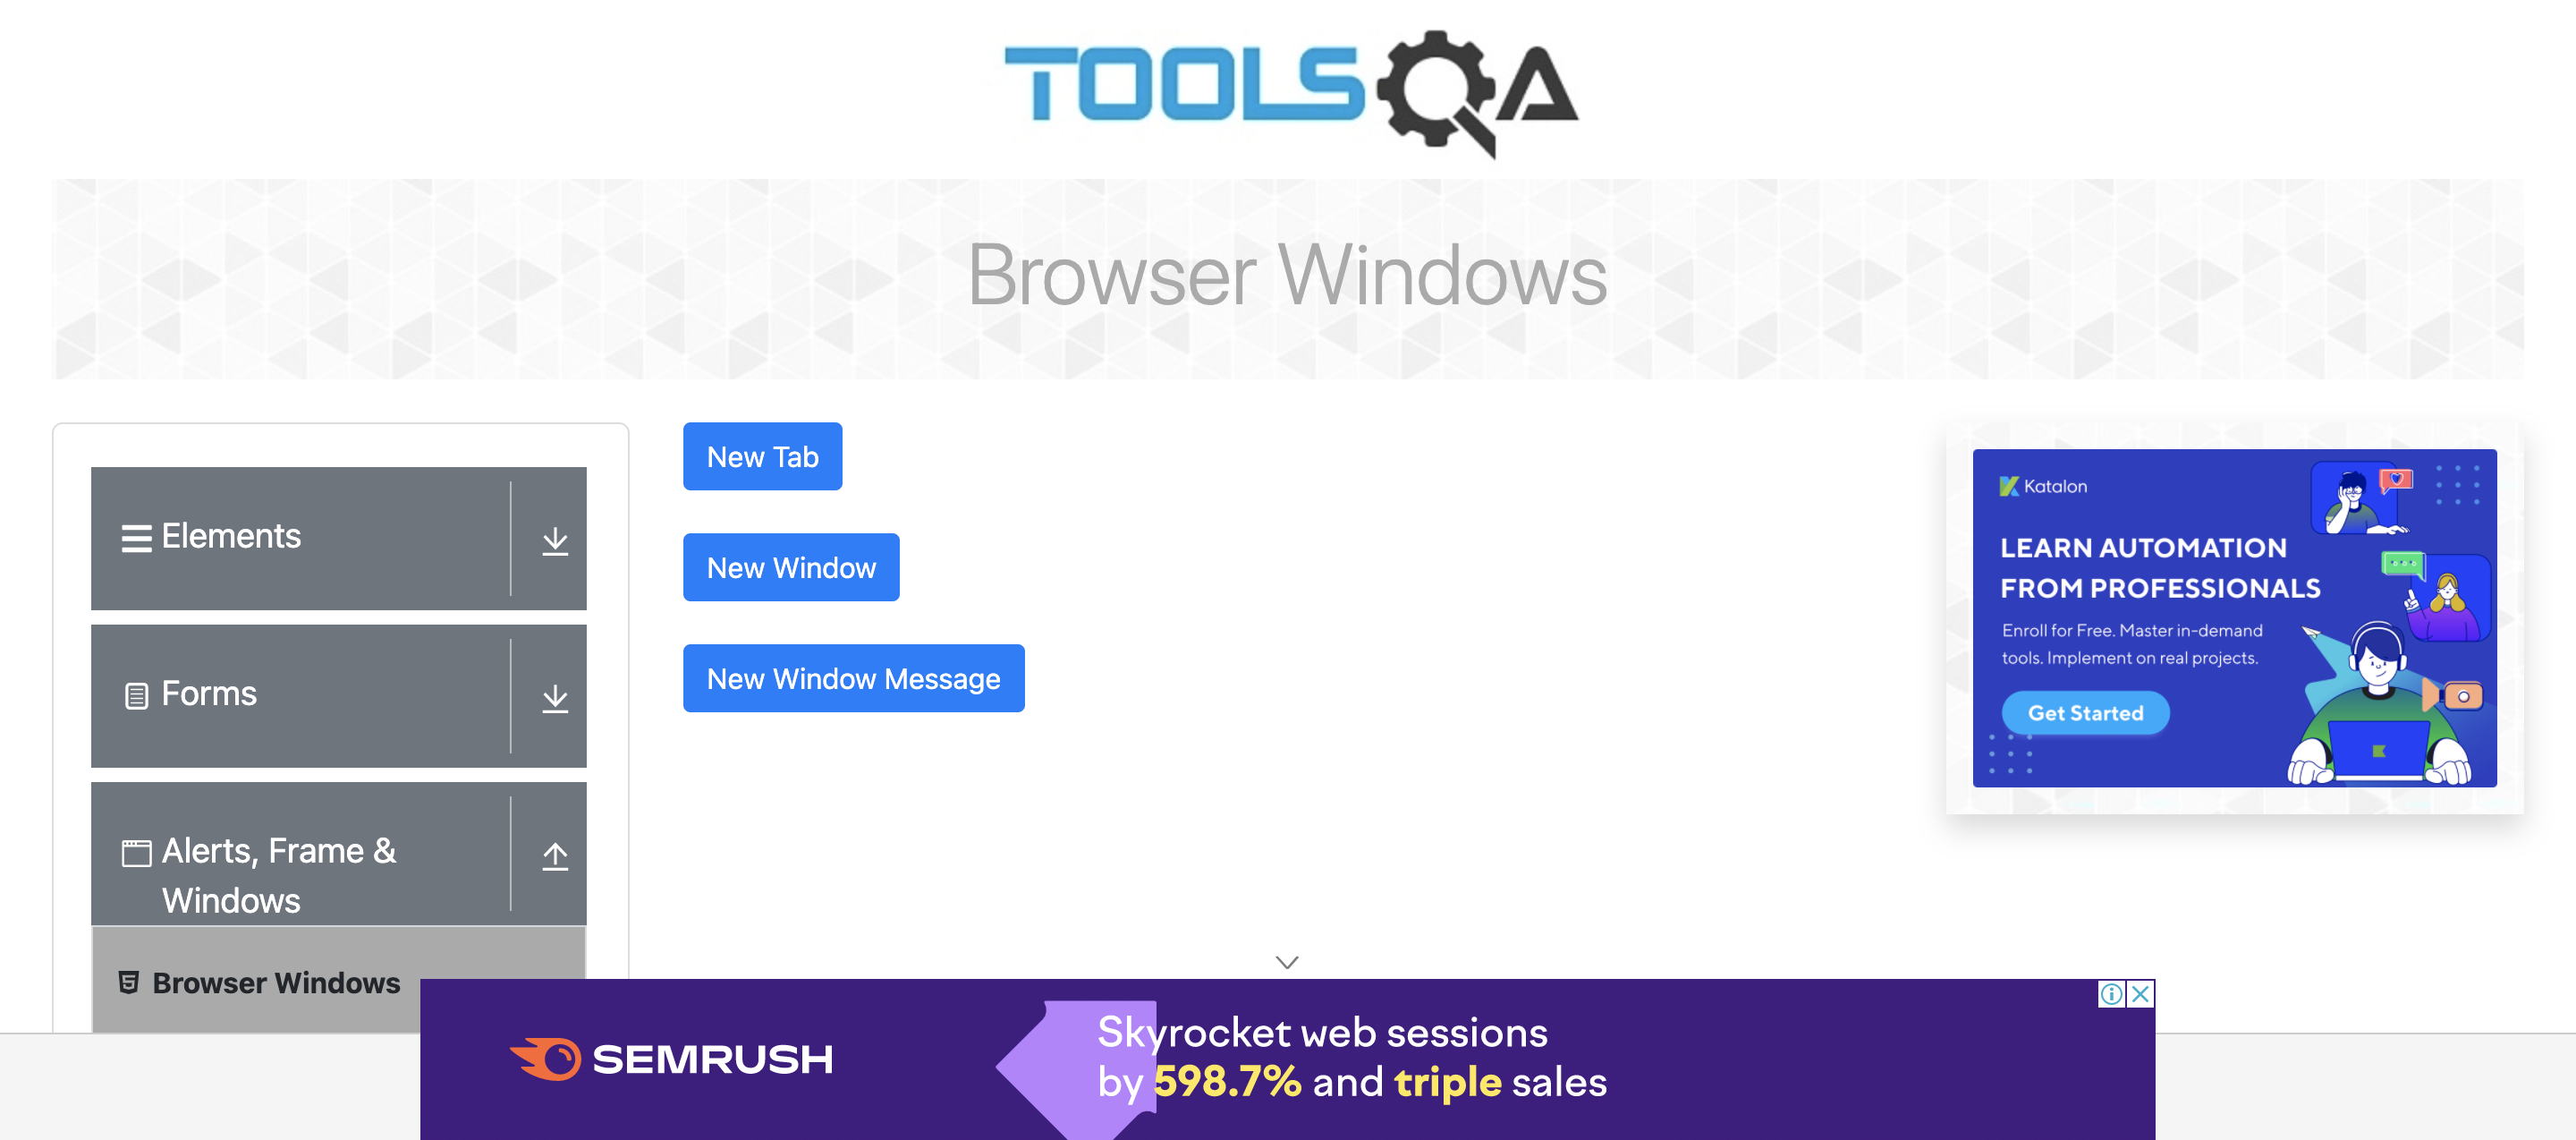 TOOLSQA
Browser Windows
Elements
Forms
Alerts, Frame &
Windows
Browser Windows
New Tab
New Window
New Window Message
Katalon
LEARN AUTOMATION
FROM PROFESSIONALS
Enroll for Free. Master in-demand
tools. Implement on real projects.
Get Started
SEMRUSH
Skyrocket web sessions
by 598.7% and triple sales